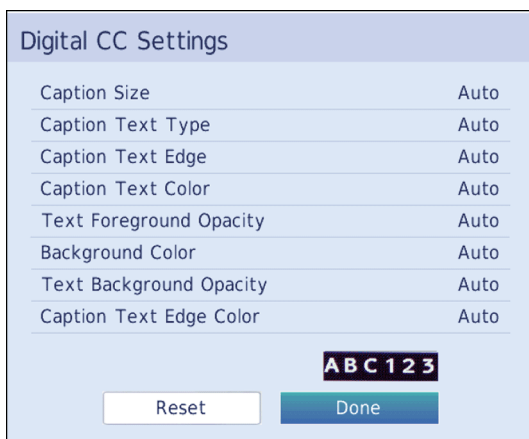 Digital CC Settings
Caption Size Auto
Caption Text Type Auto
Caption Text Edge Auto
Caption Text Color Auto
Text Foreground Opacity Auto
Background Color Auto
Text Background Opacity Auto
Caption Text Edge Color Auto
ABC123
Reset Done